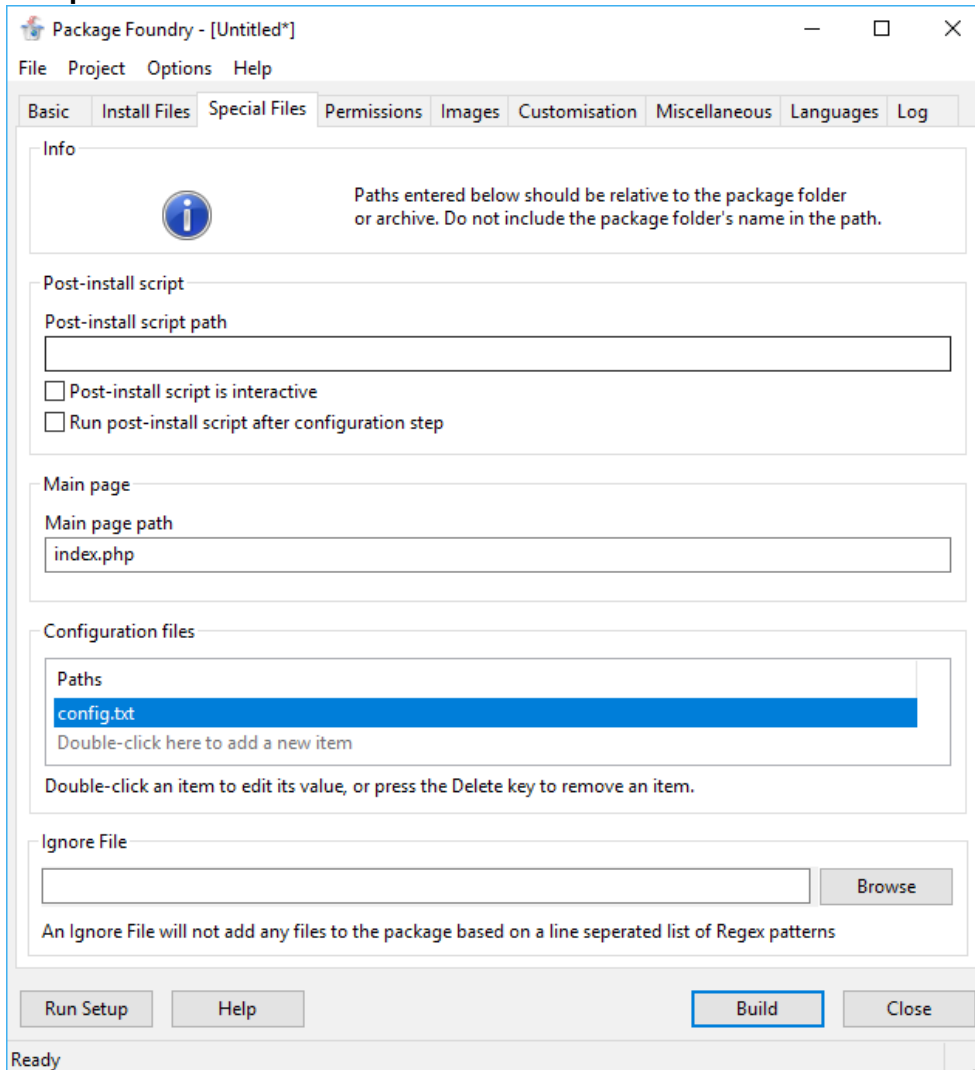 Package Foundry - [Untitled*]
File Project Options Help
Basic Install Files Special Files Permissions Images Customisation Miscellaneous Languages Log
Info
Paths entered below should be relative to the package folder
or archive. Do not include the package folder's name in the path.
Post-install script
Post-install script path
Post-install script is interactive
Run post-install script after configuration step
Main page
Main page path
index.php
Configuration files
Paths
config.txt
Double-click here to add a new item
Double-click an item to edit its value, or press the Delete key to remove an item.
Ignore File
Browse
An Ignore File will not add any files to the package based on a line seperated list of Regex patterns
Run Setup Help Build Close
Ready